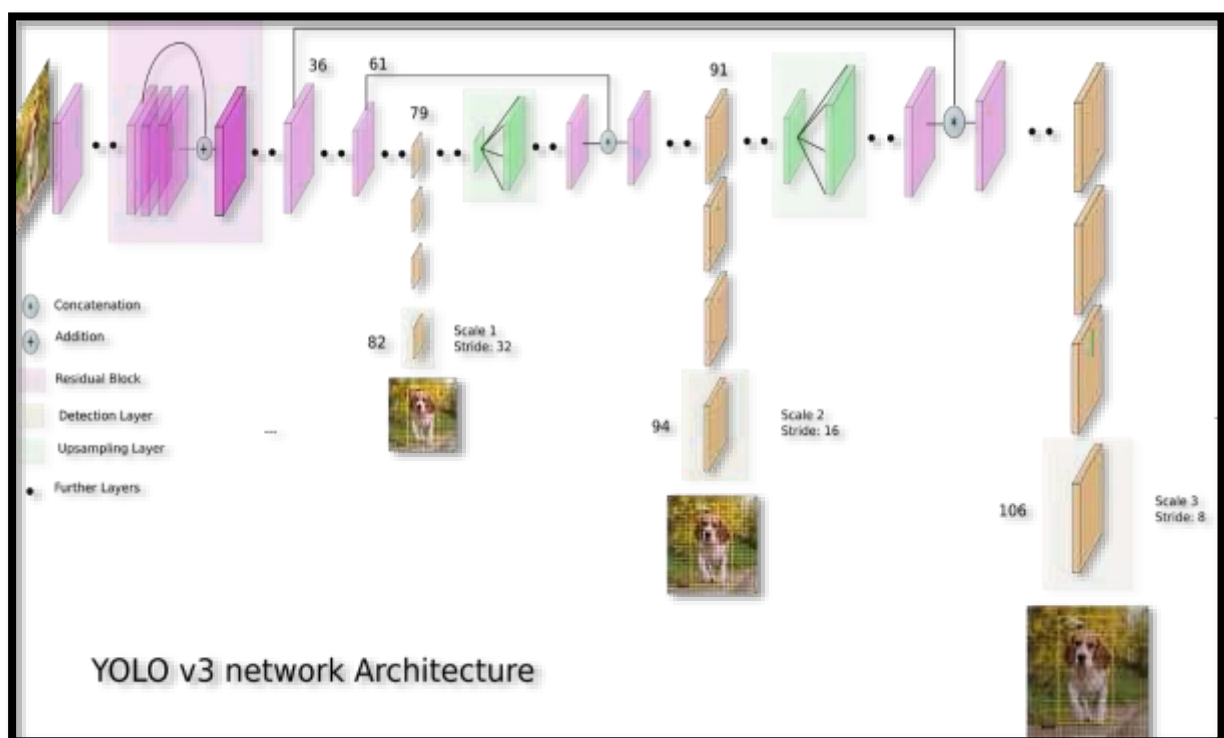 36
61
91
79
Concatenation
Addition
Residual Block
Detection Layer
Upsampling Layer
Further Layers
82
Scale 1
Stride: 32
94
Scale 2
Stride: 16
106
Scale 3
Stride: 8
YOLO v3 network Architecture